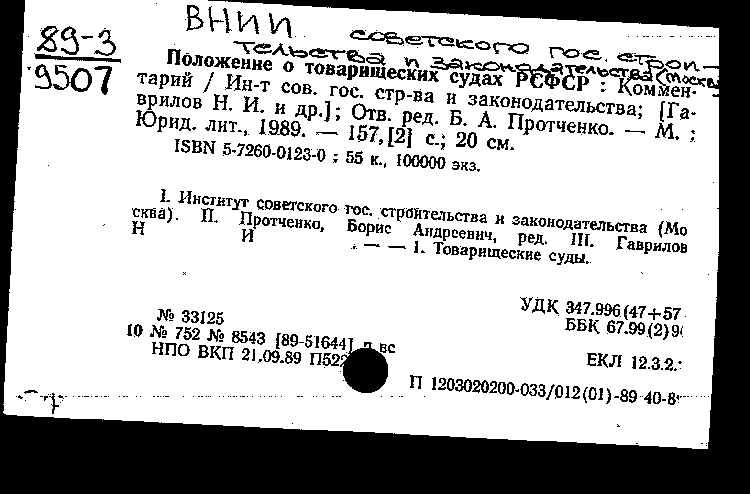 ВНИИ советского гос. строи-
тельства и законодательства (Москва
89-3
9507
Положение о товарищеских судах РСФСР : Коммен-
тарий / Ин-т сов. гос. стр-ва и законодательства; [Га-
врилов Н. И. и др.]; Отв. ред. Б. А. Протченко. — М. ;
Юрид. лит., 1989. — 157,[2] с.; 20 см.
ISBN 5-7260-0123-0 ; 55 к., 100000 экз.
I. Институт советского гос. строительства и законодательства (Мо
сква). II. Протченко, Борис Андреевич, ред. III. Гаврилов
Н И . — — 1. Товарищеские суды.
УДК 347.996(47+57
ББК 67.99(2)9
№ 33125
10 № 752 № 8543 [89-51644] п вс
НПО ВКП 21.09.89 П52
ЕКЛ 12.3.2.
П 1203020200-033/012(01)-89 40-8